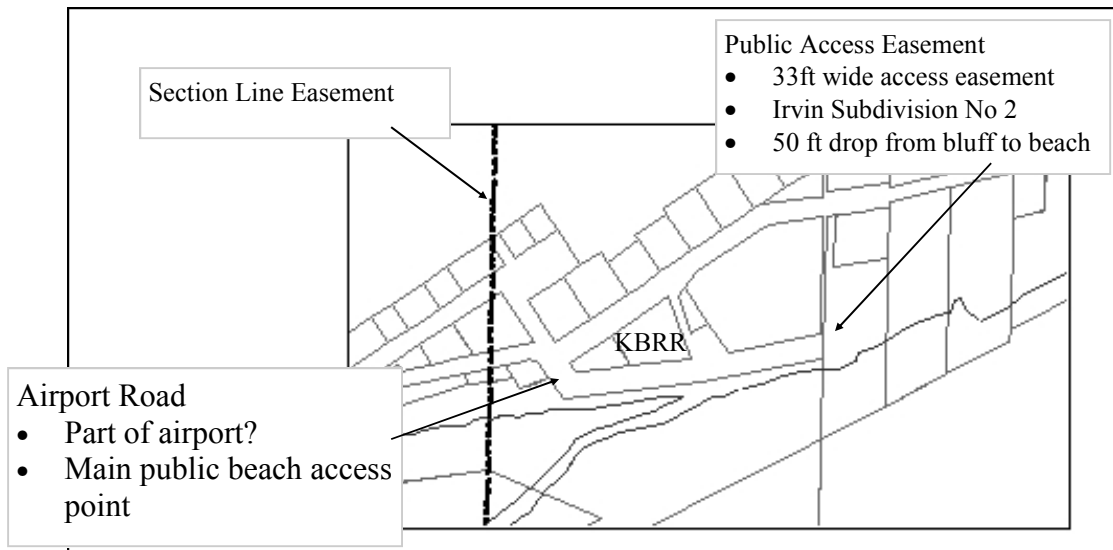 Section Line Easement
Public Access Easement
• 33ft wide access easement
• Irvin Subdivision No 2
• 50 ft drop from bluff to beach
KBRR
Airport Road
• Part of airport?
• Main public beach access
point